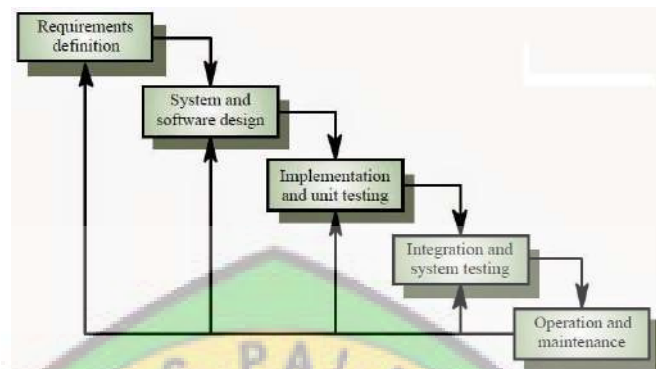 Requirements
definition
System and
software design
Implementation
and unit testing
Integration and
system testing
Operation and
maintenance